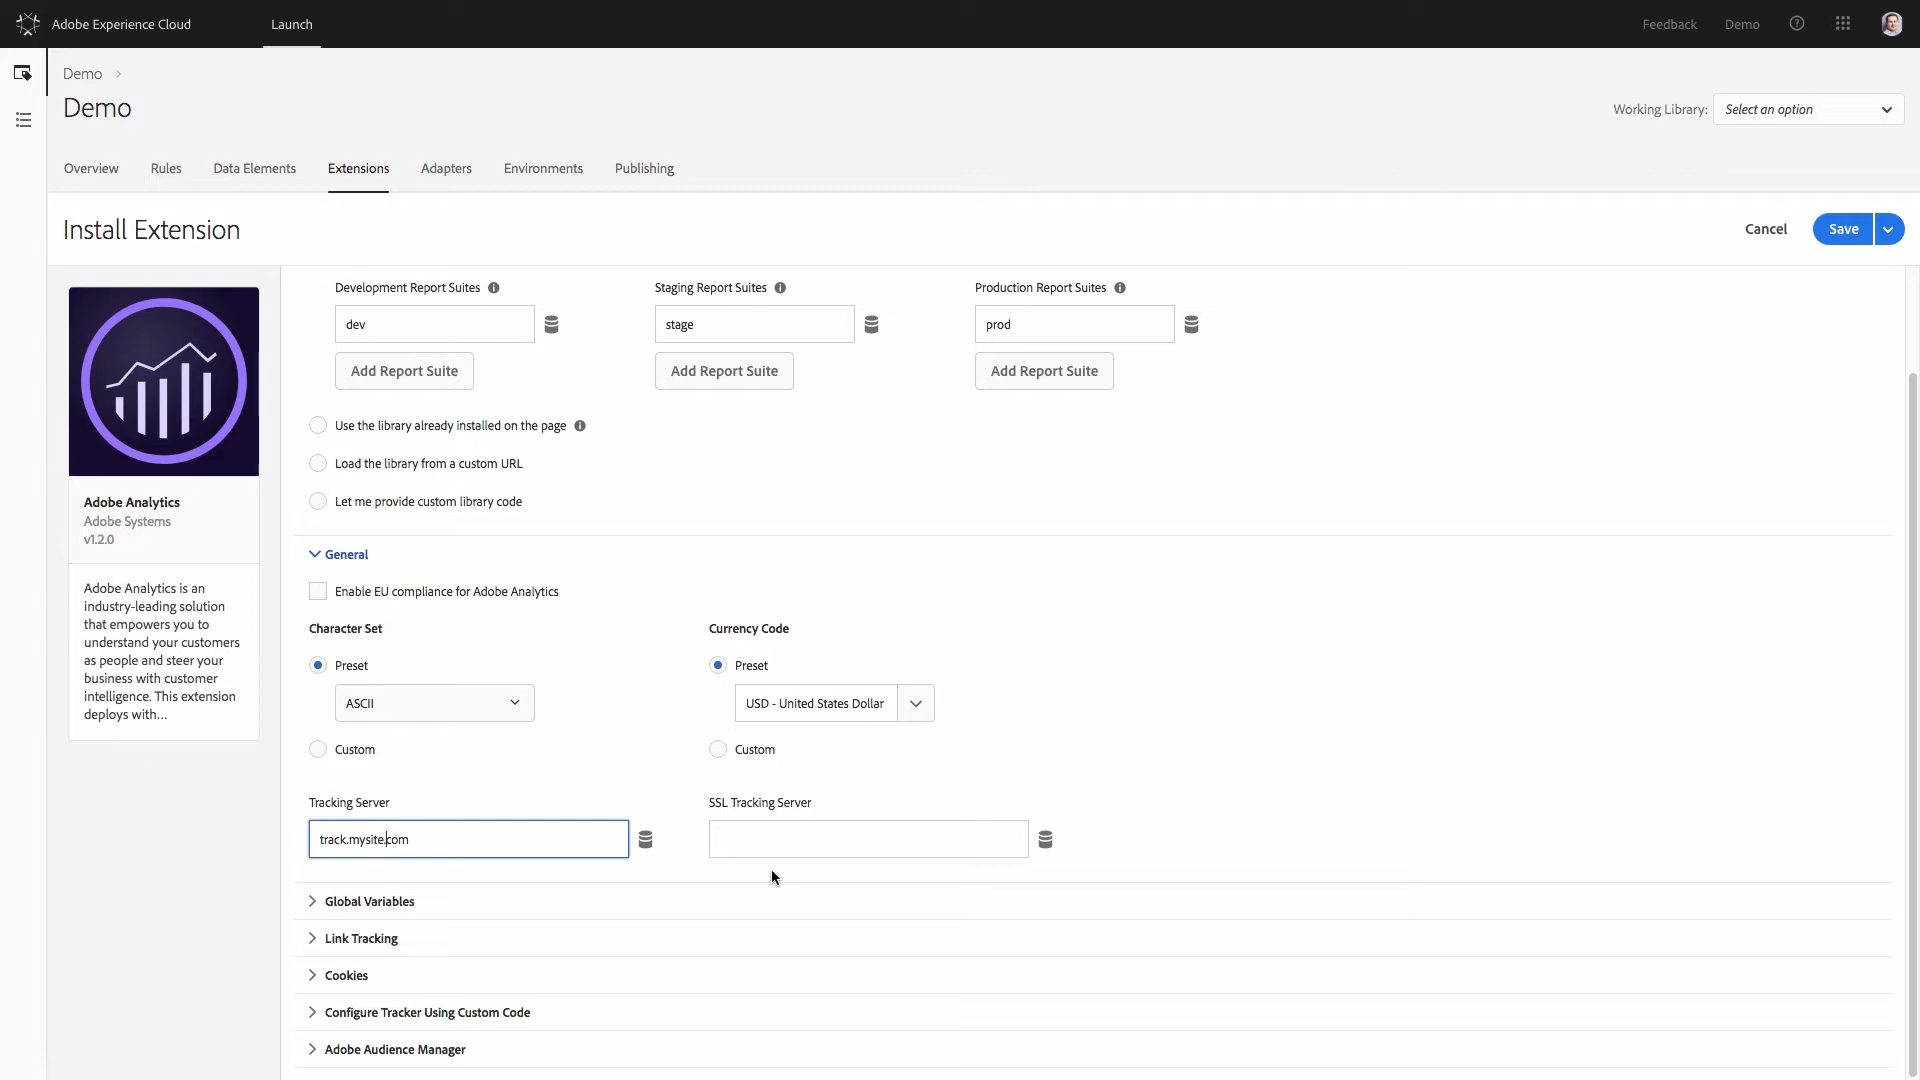 Adobe Experience Cloud
Launch
Feedback
Demo
Demo
Demo
Working Library:
Select an option
Overview
Rules
Data Elements
Extensions
Adapters
Environments
Publishing
Install Extension
Cancel
Save
Development Report Suites
Staging Report Suites
Production Report Suites
dev
stage
prod
Add Report Suite
Add Report Suite
Add Report Suite
Use the library already installed on the page
Load the library from a custom URL
Let me provide custom library code
Adobe Analytics
Adobe Systems
v1.2.0
Adobe Analytics is an
industry-leading solution
that empowers you to
understand your customers
as people and steer your
business with customer
intelligence. This extension
deploys with...
General
Enable EU compliance for Adobe Analytics
Character Set
Currency Code
Preset
Preset
ASCII
USD - United States Dollar
Custom
Custom
Tracking Server
SSL Tracking Server
track.mysite.com
Global Variables
Link Tracking
Cookies
Configure Tracker Using Custom Code
Adobe Audience Manager